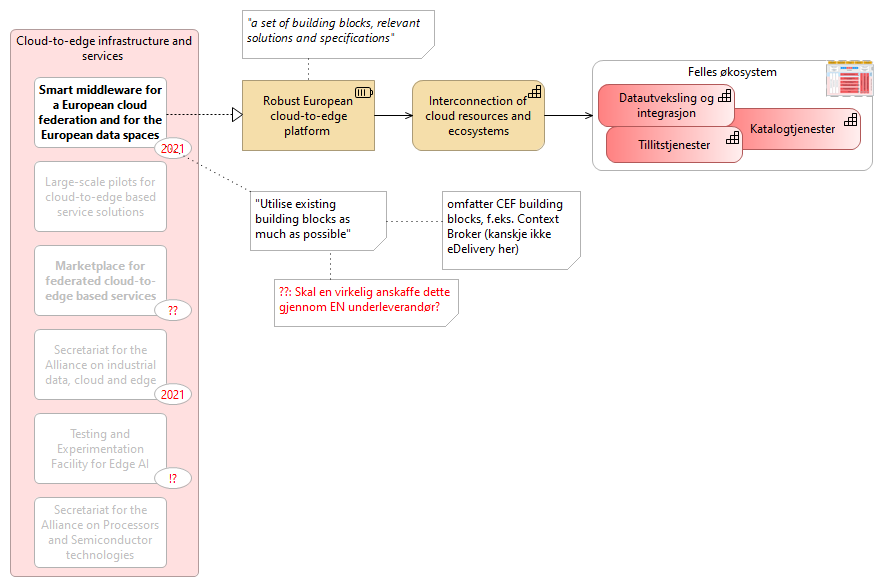 Cloud-to-edge infrastructure and
services
Smart middleware for
a European cloud
federation and for the
European data spaces
2021
Large-scale pilots for
cloud-to-edge based
service solutions
Marketplace for
federated cloud-to-
edge based services
??
Secretariat for the
Alliance on industrial
data, cloud and edge
2021
Testing and
Experimentation
Facility for Edge AI
!?
Secretariat for the
Alliance on Processors
and Semiconductor
technologies
"a set of building blocks, relevant
solutions and specifications"
Robust European
cloud-to-edge
platform
Interconnection of
cloud resources and
ecosystems
Felles økosystem
Datautveksling og
integrasjon
Katalogtjenester
Tillitstjenester
"Utilise existing
building blocks as
much as possible"
omfatter CEF building
blocks, f.eks. Context
Broker (kanskje ikke
eDelivery her)
??: Skal en virkelig anskaffe dette
gjennom EN underleverandør?